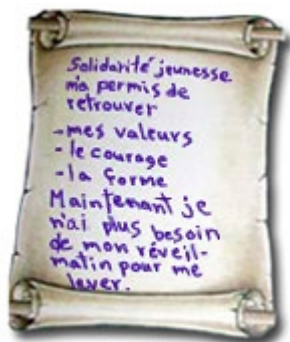 Solidarité jeunesse
m'a permis de
retrouver
- mes valeurs
- le courage
- la forme
Maintenant je
n'ai plus besoin
de mon réveil-
matin pour me
lever.